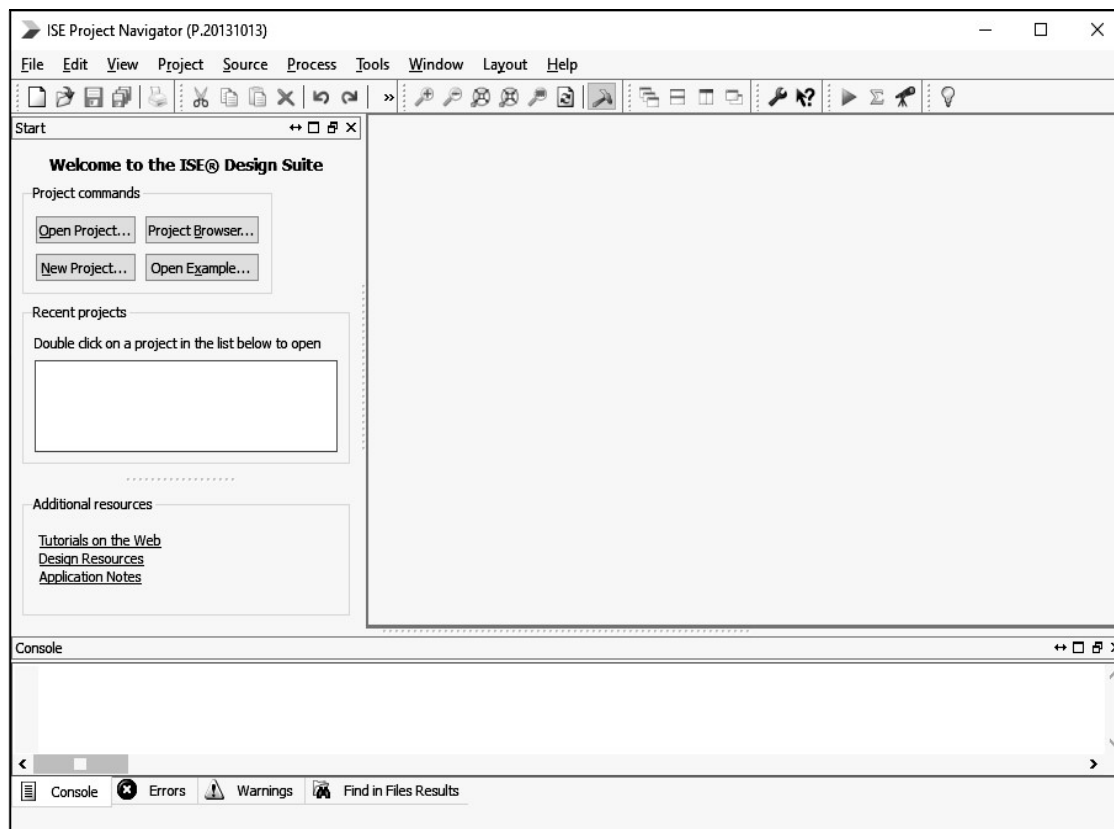 ISE Project Navigator (P.20131013)
File Edit View Project Source Process Tools Window Layout Help
Start
Welcome to the ISE® Design Suite
Project commands
Open Project... Project Browser...
New Project... Open Example...
Recent projects
Double click on a project in the list below to open
Additional resources
Tutorials on the Web
Design Resources
Application Notes
Console
Console Errors Warnings Find in Files Results